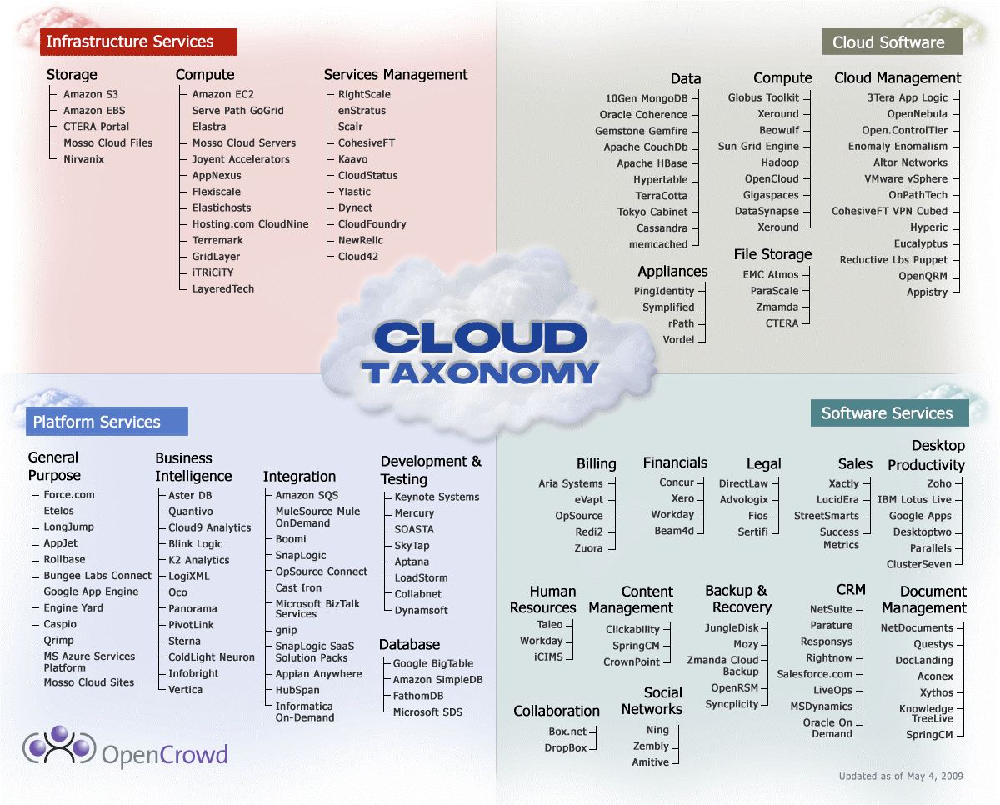 Infrastructure Services
Storage
Amazon S3
Amazon EBS
CTERA Portal
Mosso Cloud Files
Nirvanix
Compute
Amazon EC2
Serve Path GoGrid
Elastra
Mosso Cloud Servers
Joyent Accelerators
AppNexus
Flexiscale
Elastichosts
Hosting.com CloudNine
Terremark
GridLayer
iTRiCiTY
LayeredTech
Services Management
RightScale
enStratus
Scalr
CohesiveFT
Kaavo
CloudStatus
Ylastic
Dynect
CloudFoundry
NewRelic
Cloud42
Cloud Software
Data
10Gen MongoDB
Oracle Coherence
Gemstone Gemfire
Apache CouchDb
Apache HBase
Hypertable
TerraCotta
Tokyo Cabinet
Cassandra
memcached
Compute
Globus Toolkit
Xeround
Beowulf
Sun Grid Engine
Hadoop
OpenCloud
Gigaspaces
DataSynapse
Xeround
Cloud Management
3Tera App Logic
OpenNebula
Open.ControlTier
Enomaly Enomalism
Altor Networks
VMware vSphere
OnPathTech
CohesiveFT VPN Cubed
Hyperic
Eucalyptus
Reductive Lbs Puppet
OpenQRM
Appistry
Appliances
PingIdentity
Symplified
rPath
Vordel
File Storage
EMC Atmos
ParaScale
Zmamda
CTERA
CLOUD
TAXONOMY
Platform Services
General
Purpose
Force.com
Etelos
LongJump
AppJet
Rollbase
Bungee Labs Connect
Google App Engine
Engine Yard
Caspio
Qrimp
MS Azure Services
Platform
Mosso Cloud Sites
Business
Intelligence
Aster DB
Quantivo
Cloud9 Analytics
Blink Logic
K2 Analytics
LogiXML
Oco
Panorama
PivotLink
Sterna
ColdLight Neuron
Infobright
Vertica
Integration
Amazon SQS
MuleSource Mule
OnDemand
Boomi
SnapLogic
OpSource Connect
Cast Iron
Microsoft BizTalk
Services
gnip
SnapLogic SaaS
Solution Packs
Appian Anywhere
HubSpan
Informatica
On-Demand
Development &
Testing
Keynote Systems
Mercury
SOASTA
SkyTap
Aptana
LoadStorm
Collabnet
Dynamsoft
Database
Google BigTable
Amazon SimpleDB
FathomDB
Microsoft SDS
OpenCrowd
Software Services
Billing
Aria Systems
eVapt
OpSource
Redi2
Zuora
Financials
Concur
Xero
Workday
Beam4d
Legal
DirectLaw
Advologix
Fios
Sertifi
Sales
Xactly
LucidEra
StreetSmarts
Success
Metrics
Desktop
Productivity
Zoho
IBM Lotus Live
Google Apps
Desktoptwo
Parallels
ClusterSeven
Human
Resources
Taleo
Workday
iCIMS
Content
Management
Clickability
SpringCM
CrownPoint
Backup &
Recovery
JungleDisk
Mozy
Zmanda Cloud
Backup
OpenRSM
Syncplicity
CRM
NetSuite
Parature
Responsys
Rightnow
Salesforce.com
LiveOps
MSDynamics
Oracle On
Demand
Document
Management
NetDocuments
Questys
DocLanding
Aconex
Xythos
Knowledge
TreeLive
SpringCM
Collaboration
Box.net
DropBox
Social
Networks
Ning
Zembly
Amitive
Updated as of May 4, 2009